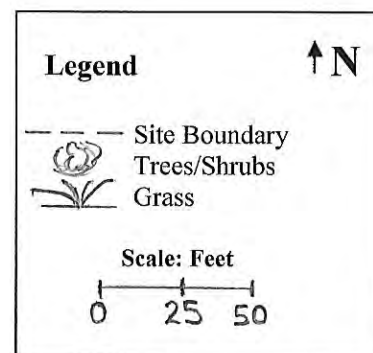 Legend N
Site Boundary
Trees/Shrubs
Grass
Scale: Feet
0 25 50